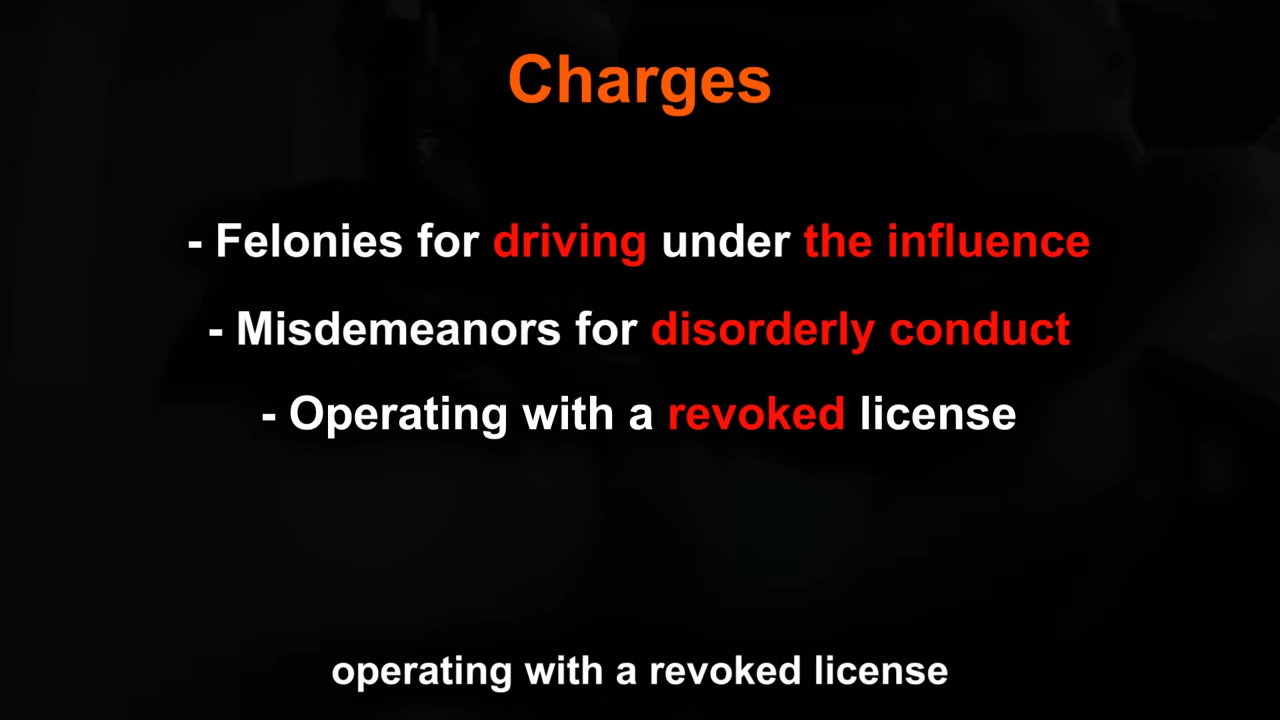 Charges
- Felonies for driving under the influence
- Misdemeanors for disorderly conduct
- Operating with a revoked license
operating with a revoked license